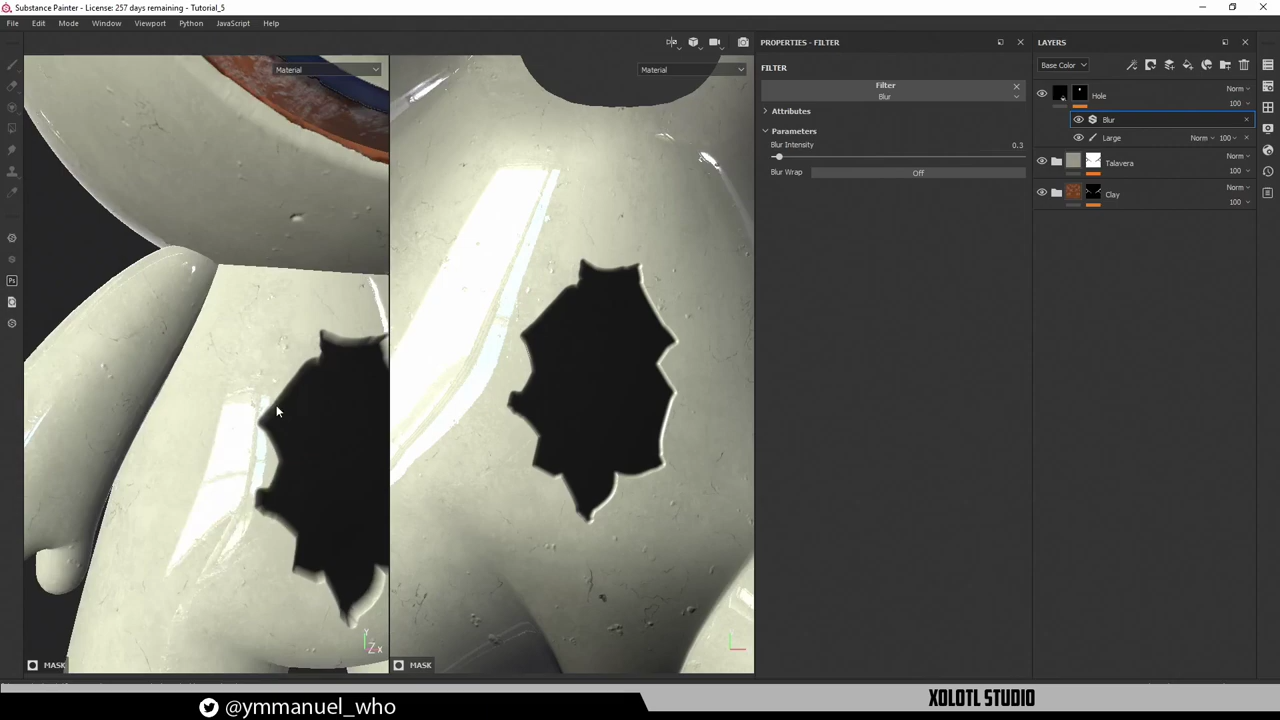 Substance Painter - License: 257 days remaining - Tutorial_5
File Edit Mode Window Viewport Python JavaScript Help
Material
Material
PROPERTIES - FILTER
FILTER
Filter
Blur
Attributes
Parameters
Blur Intensity 0.3
Blur Wrap Off
LAYERS
Base Color
Hole Norm
100
Blur
Large Norm 100
Talavera Norm
100
Clay Norm
100
Ps
Y
Z x
MASK
MASK
@ymmanuel_who
XOLOTL STUDIO